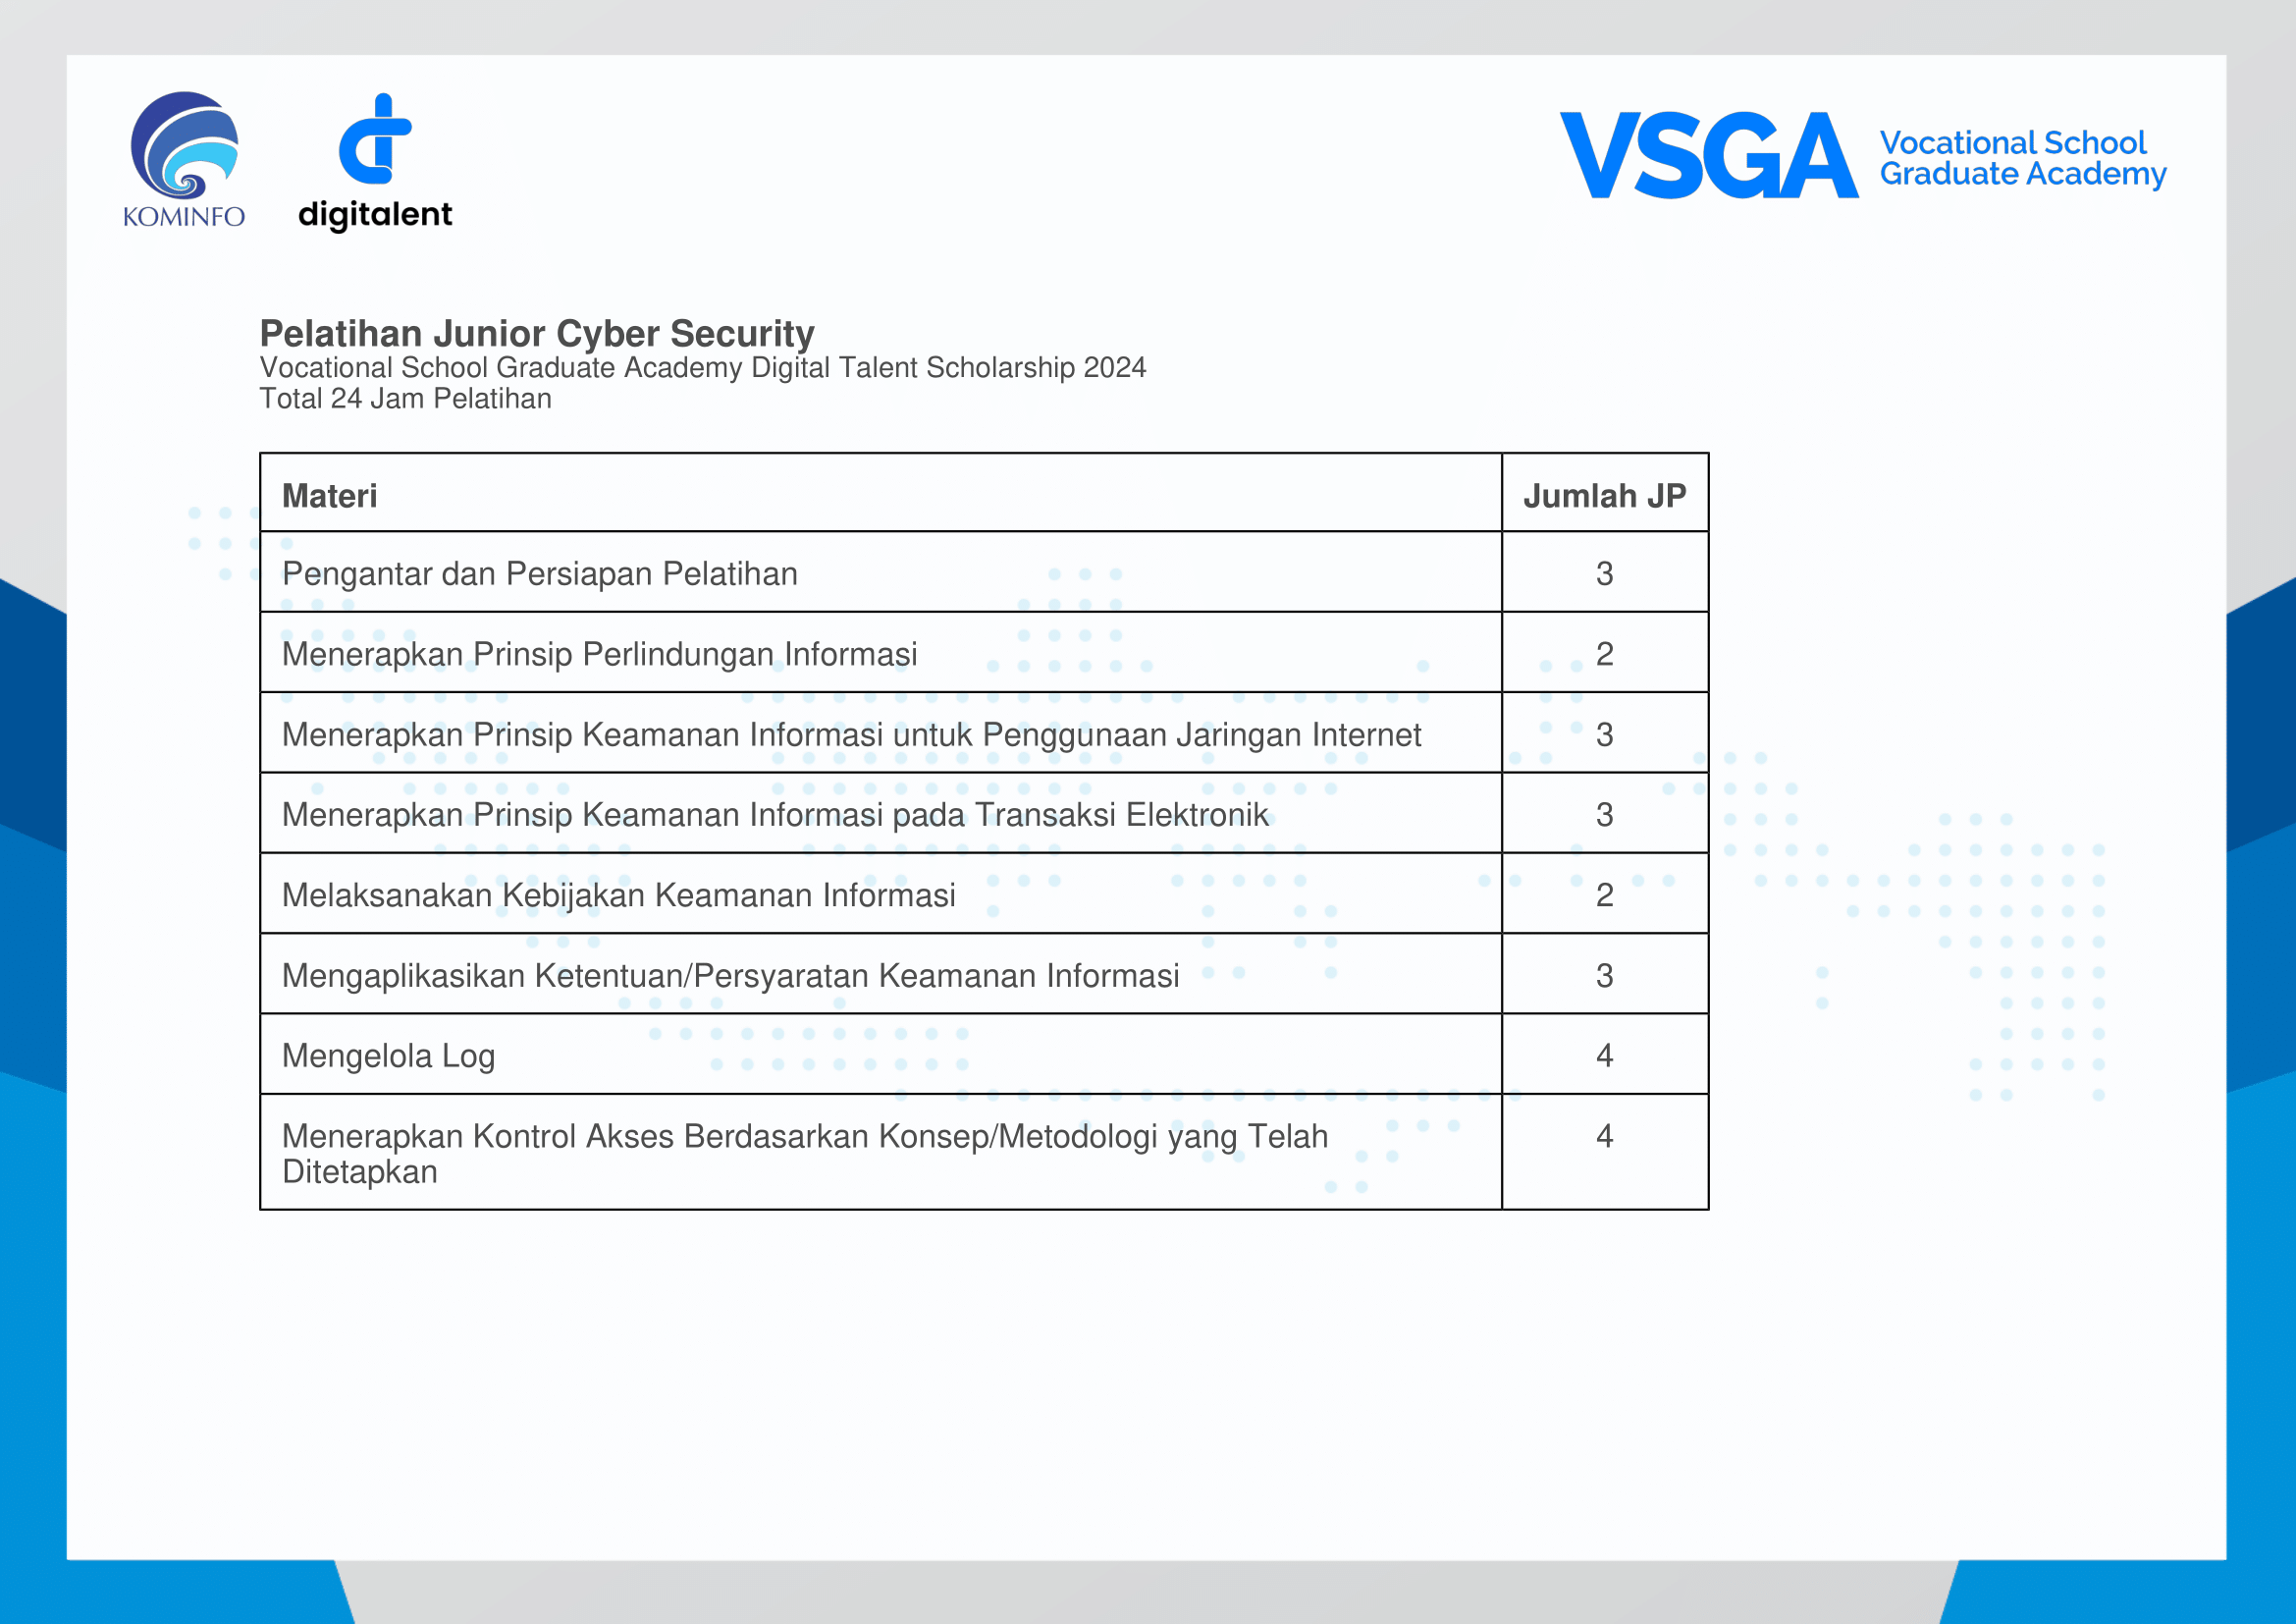 KOMINFO
digitalent
VSGA
Vocational School
Graduate Academy
Pelatihan Junior Cyber Security
Vocational School Graduate Academy Digital Talent Scholarship 2024
Total 24 Jam Pelatihan
Materi Jumlah JP
Pengantar dan Persiapan Pelatihan 3
Menerapkan Prinsip Perlindungan Informasi 2
Menerapkan Prinsip Keamanan Informasi untuk Penggunaan Jaringan Internet 3
Menerapkan Prinsip Keamanan Informasi pada Transaksi Elektronik 3
Melaksanakan Kebijakan Keamanan Informasi 2
Mengaplikasikan Ketentuan/Persyaratan Keamanan Informasi 3
Mengelola Log 4
Menerapkan Kontrol Akses Berdasarkan Konsep/Metodologi yang Telah 4
Ditetapkan